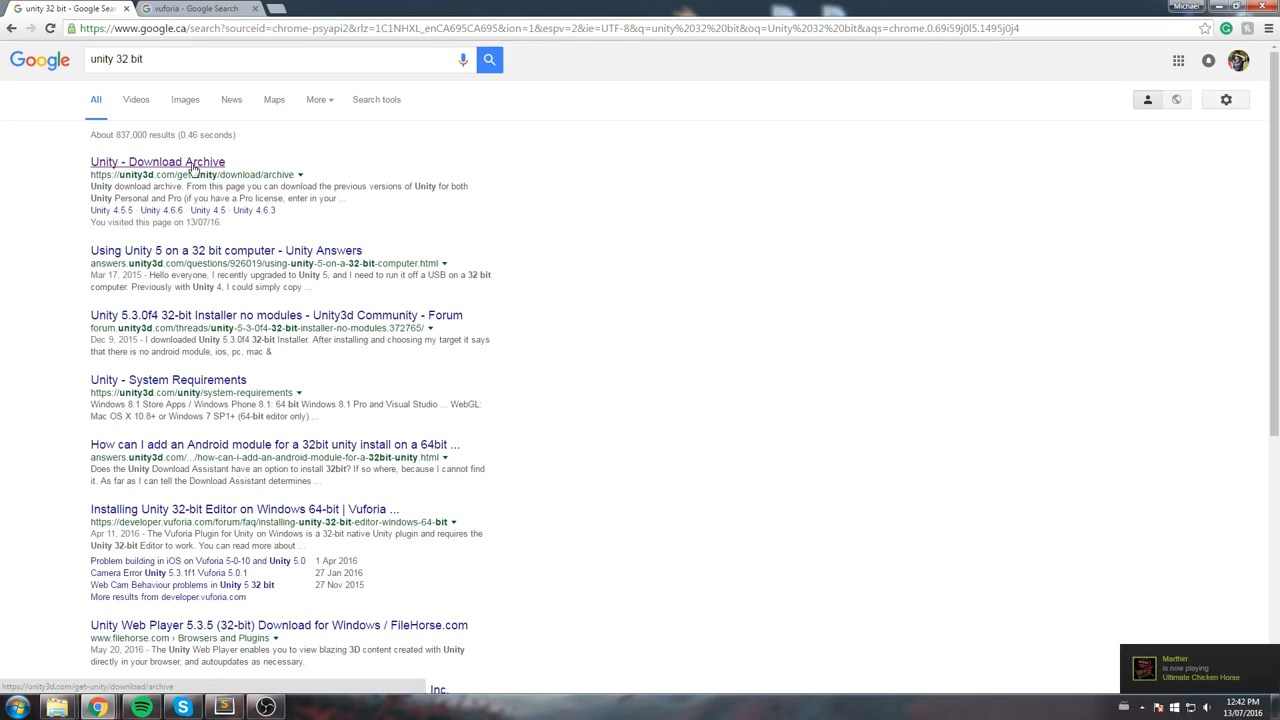 unity 32 bit - Google Se
vuforia - Google Search
Michael
https://www.google.ca/search?sourceid=chrome-psyapi2&rlz=1C1NHXL_enCA695CA695&ion=1&espv=2&ie=UTF-8&q=unity%2032%20bit&oq=Unity%2032%20bit&aqs=chrome.0.69i59j0l5.1495j0j4
Google
unity 32 bit
All Videos Images News Maps More Search tools
About 837,000 results (0.46 seconds)
Unity - Download Archive
https://unity3d.com/get-unity/download/archive
Unity download archive. From this page you can download the previous versions of Unity for both
Unity Personal and Pro (if you have a Pro license, enter in your ...
Unity 4.5.5 · Unity 4.6.6 · Unity 4.5 · Unity 4.6.3
You visited this page on 13/07/16.
Using Unity 5 on a 32 bit computer - Unity Answers
answers.unity3d.com/questions/926019/using-unity-5-on-a-32-bit-computer.html
Mar 17, 2015 - Hello everyone, I recently upgraded to Unity 5, and I need to run it off a USB on a 32 bit
computer. Previously with Unity 4, I could simply copy ...
Unity 5.3.0f4 32-bit Installer no modules - Unity3d Community - Forum
forum.unity3d.com/threads/unity-5-3-0f4-32-bit-installer-no-modules.372765/
Dec 9, 2015 - I downloaded Unity 5.3.0f4 32-bit Installer. After installing and choosing my target it says
that there is no android module, ios, pc, mac &
Unity - System Requirements
https://unity3d.com/unity/system-requirements
Windows 8.1 Store Apps / Windows Phone 8.1: 64 bit Windows 8.1 Pro and Visual Studio ... WebGL:
Mac OS X 10.8+ or Windows 7 SP1+ (64-bit editor only) ...
How can I add an Android module for a 32bit unity install on a 64bit ...
answers.unity3d.com/.../how-can-i-add-an-android-module-for-a-32bit-unity.html
Does the Unity Download Assistant have an option to install 32bit? If so where, because I cannot find
it. As far as I can tell the Download Assistant determines ...
Installing Unity 32-bit Editor on Windows 64-bit | Vuforia ...
https://developer.vuforia.com/forum/faq/installing-unity-32-bit-editor-windows-64-bit
Apr 11, 2016 - The Vuforia Plugin for Unity on Windows is a 32-bit native Unity plugin and requires the
Unity 32-bit Editor to work. You can read more about ...
Problem building in iOS on Vuforia 5-0-10 and Unity 5.0 1 Apr 2016
Camera Error Unity 5.3.1f1 Vuforia 5.0.1 27 Jan 2016
Web Cam Behaviour problems in Unity 5 32 bit 27 Nov 2015
More results from developer.vuforia.com
Unity Web Player 5.3.5 (32-bit) Download for Windows / FileHorse.com
www.filehorse.com › Browsers and Plugins
May 20, 2016 - The Unity Web Player enables you to view blazing 3D content created with Unity
directly in your browser, and autoupdates as necessary.
Inc.
https://unity3d.com/get-unity/download/archive
Marthirr
is now playing
Ultimate Chicken Horse
12:42 PM
13/07/2016